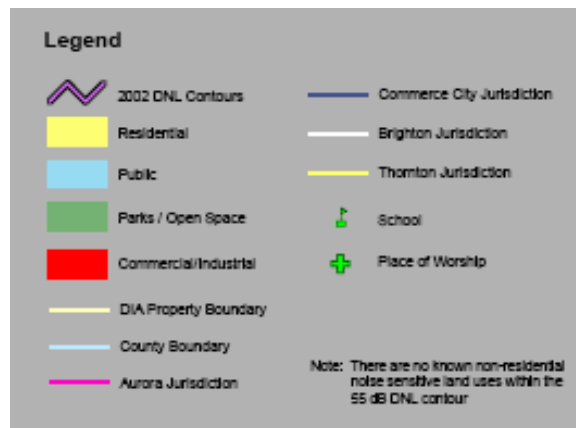 Legend
2002 DNL Contours
Residential
Public
Parks / Open Space
Commercial/Industrial
DIA Property Boundary
County Boundary
Aurora Jurisdiction
Commerce City Jurisdiction
Brighton Jurisdiction
Thornton Jurisdiction
School
Place of Worship
Note: There are no known non-residential
noise sensitive land uses within the
55 dB DNL contour